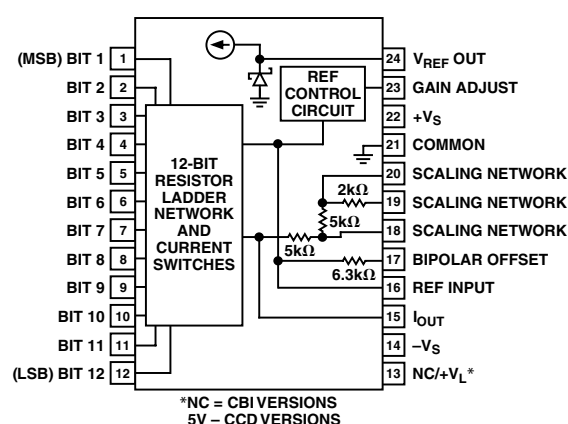 (MSB) BIT 1 1
BIT 2 2
BIT 3 3
BIT 4 4
BIT 5 5
BIT 6 6
BIT 7 7
BIT 8 8
BIT 9 9
BIT 10 10
BIT 11 11
(LSB) BIT 12 12
12-BIT
RESISTOR
LADDER
NETWORK
AND
CURRENT
SWITCHES
REF
CONTROL
CIRCUIT
2kΩ
5kΩ
5kΩ
6.3kΩ
24 VREF OUT
23 GAIN ADJUST
22 +VS
21 COMMON
20 SCALING NETWORK
19 SCALING NETWORK
18 SCALING NETWORK
17 BIPOLAR OFFSET
16 REF INPUT
15 IOUT
14 –VS
13 NC/+VL*
*NC = CBI VERSIONS
5V – CCD VERSIONS